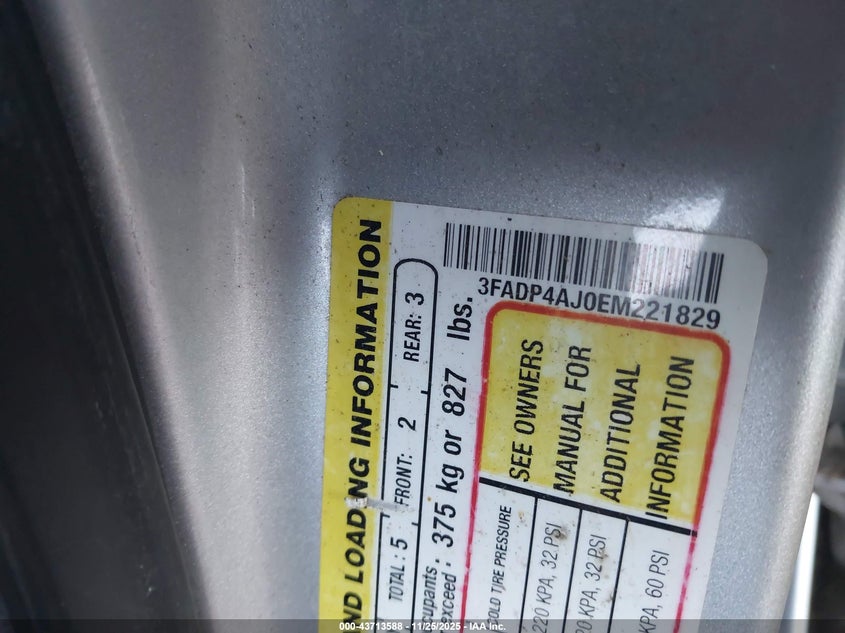 ND LOADING INFORMATION
TOTAL: 5 FRONT: 2 REAR: 3
upants
exceed: 375 kg or 827 lbs.
3FADP4AJ0EM221829
OLD TIRE PRESSURE
220 KPA, 32 PSI
20 KPA, 32 PSI
KPA, 60 PSI
SEE OWNERS
MANUAL FOR
ADDITIONAL
INFORMATION
000-43713588 - 11/25/2025 - IAA Inc.